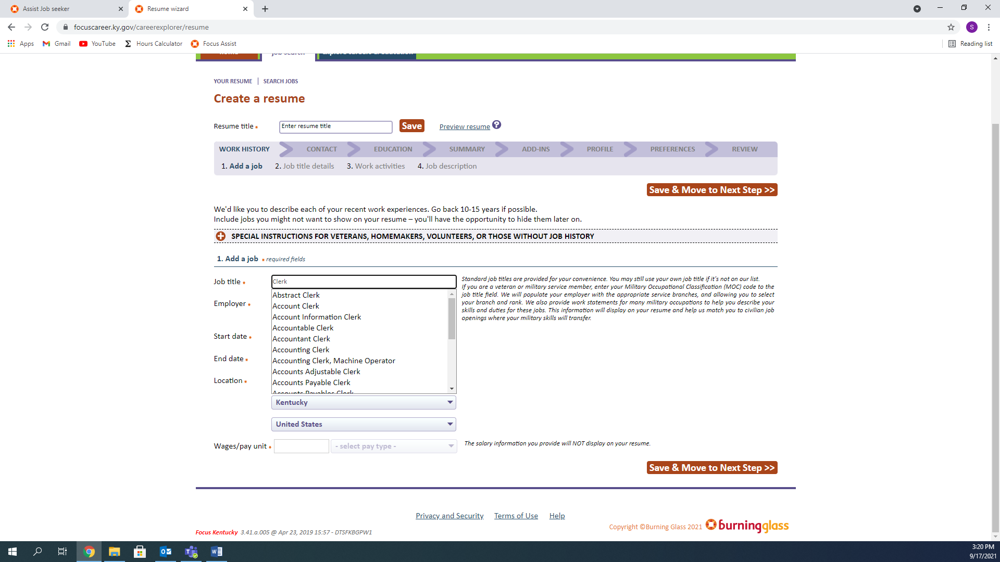 Assist Job seeker
Resume wizard
focuscareer.ky.gov/careerexplorer/resume
S
Apps
Gmail
YouTube
Hours Calculator
Focus Assist
Reading list
YOUR RESUME | SEARCH JOBS
Create a resume
Resume title * Enter resume title Save Preview resume ?
WORK HISTORY CONTACT EDUCATION SUMMARY ADD-INS PROFILE PREFERENCES REVIEW
1. Add a job 2. Job title details 3. Work activities 4. Job description
Save & Move to Next Step >>
We'd like you to describe each of your recent work experiences. Go back 10-15 years if possible.
Include jobs you might not want to show on your resume – you'll have the opportunity to hide them later on.
SPECIAL INSTRUCTIONS FOR VETERANS, HOMEMAKERS, VOLUNTEERS, OR THOSE WITHOUT JOB HISTORY
1. Add a job * required fields
Job title * Clerk
Standard job titles are provided for your convenience. You may still use your own job title if it's not on our list.
If you are a veteran or military service member, enter your Military Occupational Classification (MOC) code to the
job title field. We will populate your employer with the appropriate service branches, and allowing you to select
your branch and rank. We also provide work statements for many military occupations to help you describe your
skills and duties for these jobs. This information will display on your resume and help us match you to civilian job
openings where your military skills will transfer.
Abstract Clerk
Account Clerk
Account Information Clerk
Accountable Clerk
Accountant Clerk
Accounting Clerk
Accounting Clerk, Machine Operator
Accounts Adjustable Clerk
Accounts Payable Clerk
Accounts Payables Clerk
Employer *
Start date *
End date *
Location *
Kentucky
United States
Wages/pay unit * - select pay type - The salary information you provide will NOT display on your resume.
Save & Move to Next Step >>
Privacy and Security Terms of Use Help
Copyright ©Burning Glass 2021 burningglass
Focus Kentucky 3.41.a.005 @ Apr 23, 2019 15:57 - DTSFKBGPW1
3:20 PM
9/17/2021